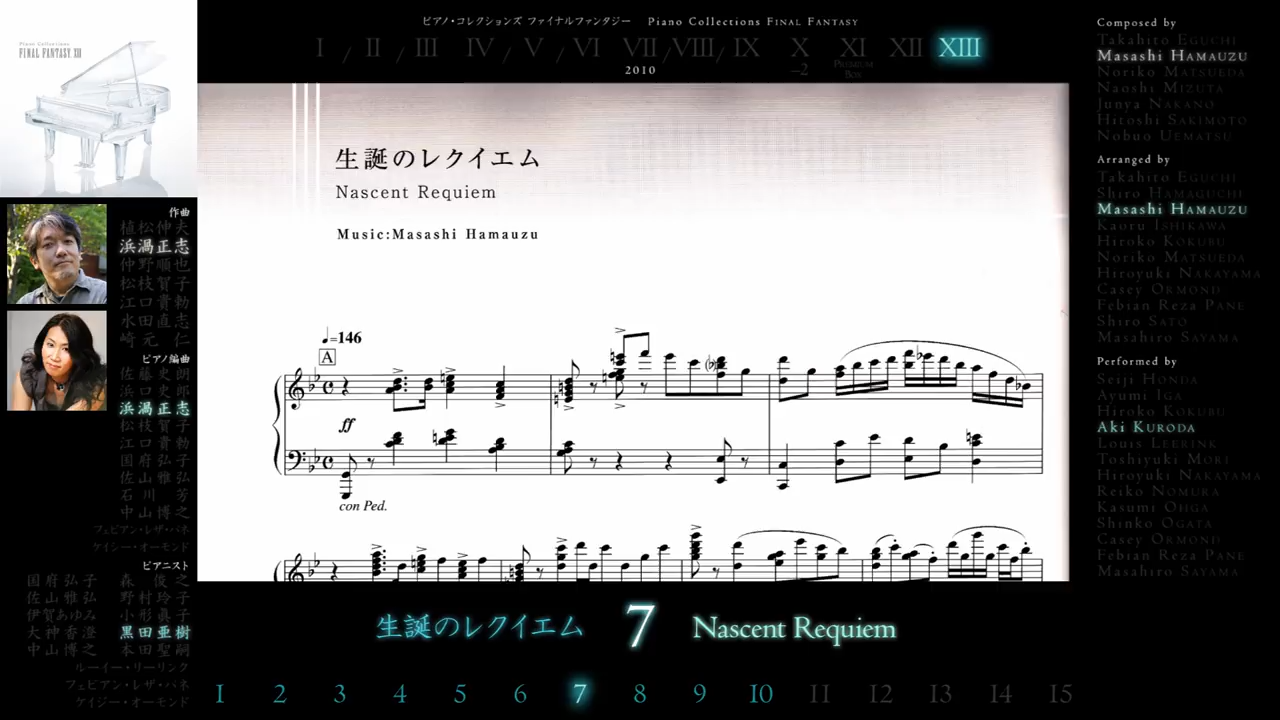 ピアノ・コレクションズ ファイナルファンタジー Piano Collections FINAL FANTASY
I / II / III / IV / V / VI / VII / VIII / IX X XI XII XIII
–2 PREMIUM BOX
2010
Piano Collections
FINAL FANTASY XIII
作曲
植松伸夫
浜渦正志
仲野順也
松枝賀子
江口貴勅
水田直志
崎元 仁
ピアノ編曲
佐藤史朗
浜口史郎
浜渦正志
松枝賀子
江口貴勅
国府弘子
佐山雅弘
石川 芳
中山博之
フェビアン・レザ・パネ
ケイシー・オーモンド
ピアニスト
国府弘子 森 俊之
佐山雅弘 野村玲子
伊賀あゆみ 小形眞子
大神香澄 黒田亜樹
中山博之 本田聖嗣
ルーイー・リーリンク
フェビアン・レザ・パネ
ケイジー・オーモンド
生誕のレクイエム
Nascent Requiem
Music:Masashi Hamauzu
♩=146
A
ff
con Ped.
Composed by
Takahito EGUCHI
Masashi HAMAUZU
Noriko MATSUEDA
Naoshi MIZUTA
Junya NAKANO
Hitoshi SAKIMOTO
Nobuo UEMATSU
Arranged by
Takahito EGUCHI
Shiro HAMAGUCHI
Masashi HAMAUZU
Kaoru ISHIKAWA
Hiroko KOKUBU
Noriko MATSUEDA
Hiroyuki NAKAYAMA
Casey ORMOND
Febian Reza PANE
Shiro SATO
Masahiro SAYAMA
Performed by
Seiji HONDA
Ayumi IGA
Hiroko KOKUBU
Aki KURODA
Louis LEERINK
Toshiyuki MORI
Hiroyuki NAKAYAMA
Reiko NOMURA
Kasumi OHGA
Shinko OGATA
Casey ORMOND
Febian Reza PANE
Masahiro SAYAMA
生誕のレクイエム 7 Nascent Requiem
1 2 3 4 5 6 7 8 9 10 11 12 13 14 15